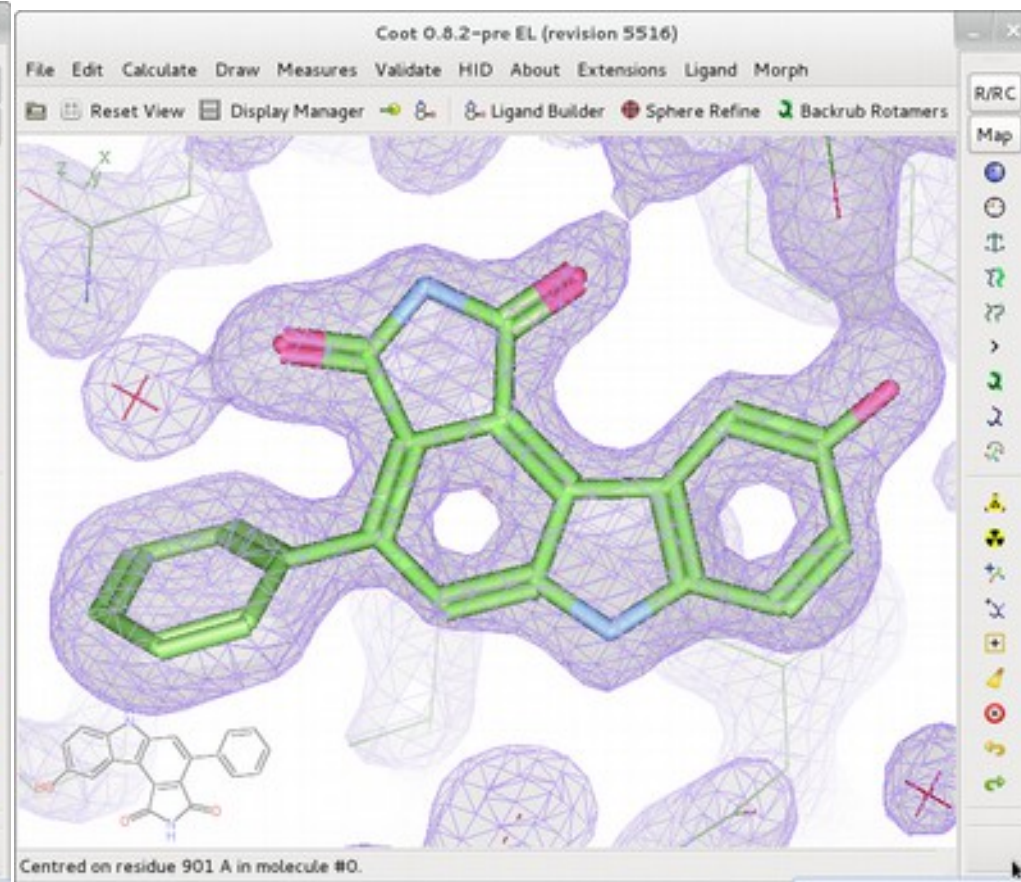 Coot 0.8.2-pre EL (revision 5516)
File Edit Calculate Draw Measures Validate HID About Extensions Ligand Morph
Reset View Display Manager Ligand Builder Sphere Refine Backrub Rotamers
R/RC
Map
x
z
y
N
H
HO
O
O
N
H
Centred on residue 901 A in molecule #0.